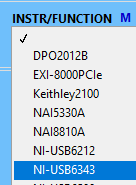 INSTR/FUNCTION M
✓
DPO2012B
EXI-8000PCIe
Keithley2100
NAI5330A
NAI8810A
NI-USB6212
NI-USB6343